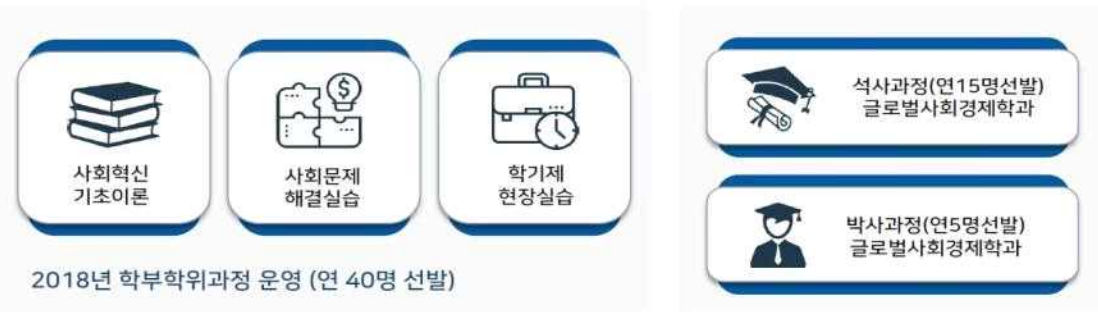 사회혁신
기초이론
사회문제
해결실습
학기제
현장실습
2018년 학부학위과정 운영 (연 40명 선발)
석사과정(연15명선발)
글로벌사회경제학과
박사과정(연5명선발)
글로벌사회경제학과